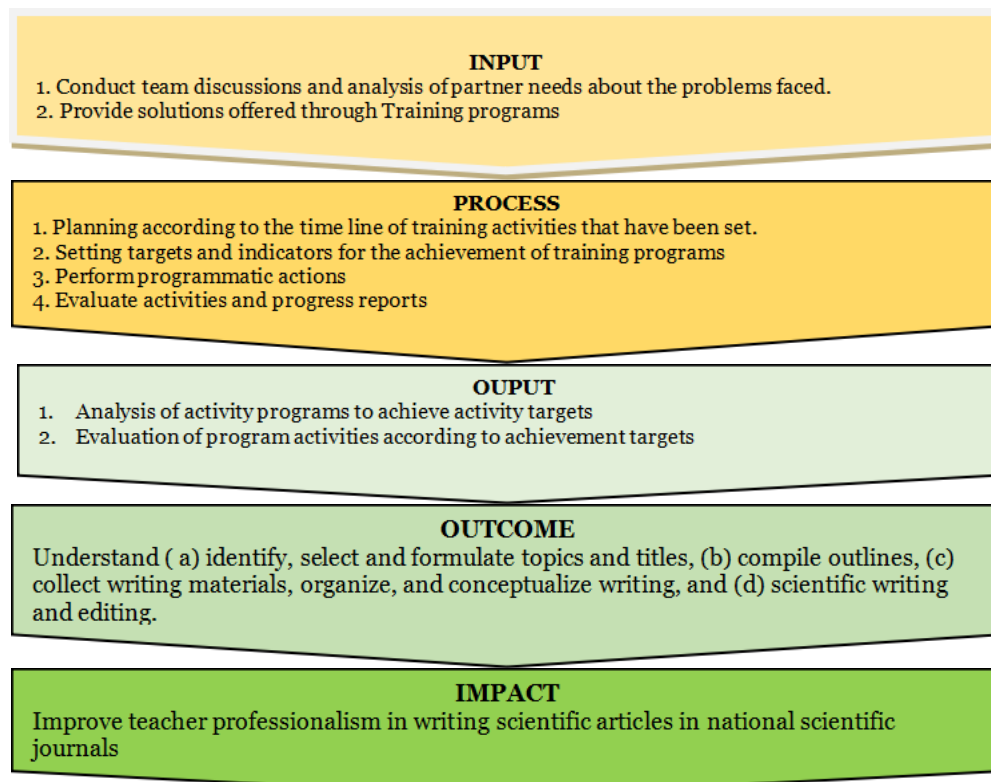 INPUT
1. Conduct team discussions and analysis of partner needs about the problems faced.
2. Provide solutions offered through Training programs
PROCESS
1. Planning according to the time line of training activities that have been set.
2. Setting targets and indicators for the achievement of training programs
3. Perform programmatic actions
4. Evaluate activities and progress reports
OUPUT
1. Analysis of activity programs to achieve activity targets
2. Evaluation of program activities according to achievement targets
OUTCOME
Understand ( a) identify, select and formulate topics and titles, (b) compile outlines, (c)
collect writing materials, organize, and conceptualize writing, and (d) scientific writing
and editing.
IMPACT
Improve teacher professionalism in writing scientific articles in national scientific
journals